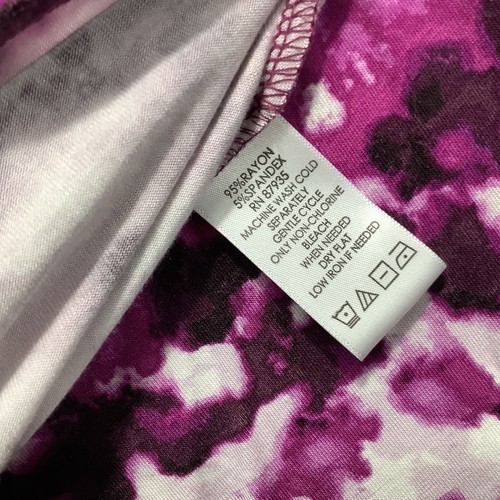 95%RAYON
5%SPANDEX
RN 87935
MACHINE WASH COLD
SEPARATELY
GENTLE CYCLE
ONLY NON-CHLORINE
BLEACH
WHEN NEEDED
DRY FLAT
LOW IRON IF NEEDED